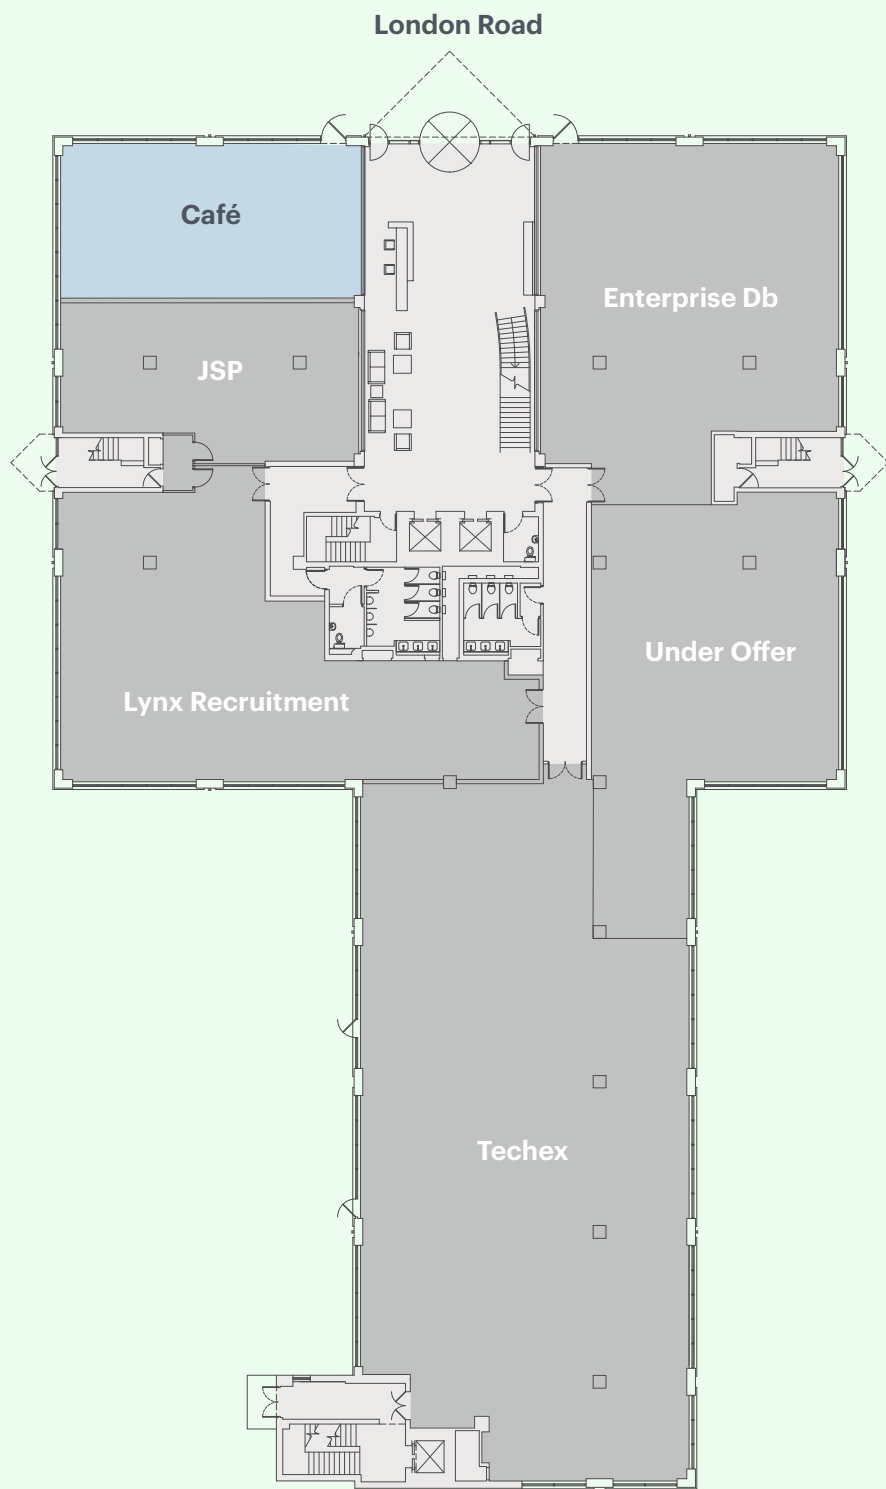 London Road
Café
Enterprise Db
JSP
Under Offer
Lynx Recruitment
Techex